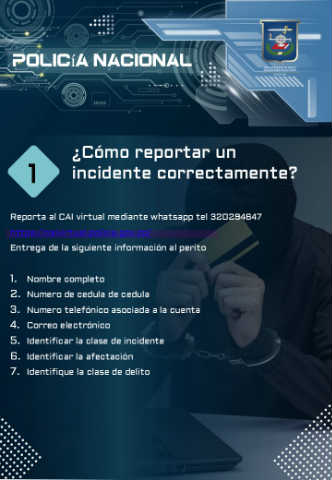 POLICÍA NACIONAL
1
¿Cómo reportar un
incidente correctamente?
Reporta al CAI virtual mediante whatsapp tel 320294647
Entrega de la siguiente información al perito
1. Nombre completo
2. Numero de cedula de cedula
3. Numero telefónico asociada a la cuenta
4. Correo electrónico
5. Identificar la clase de incidente
6. Identificar la afectación
7. Identifique la clase de delito